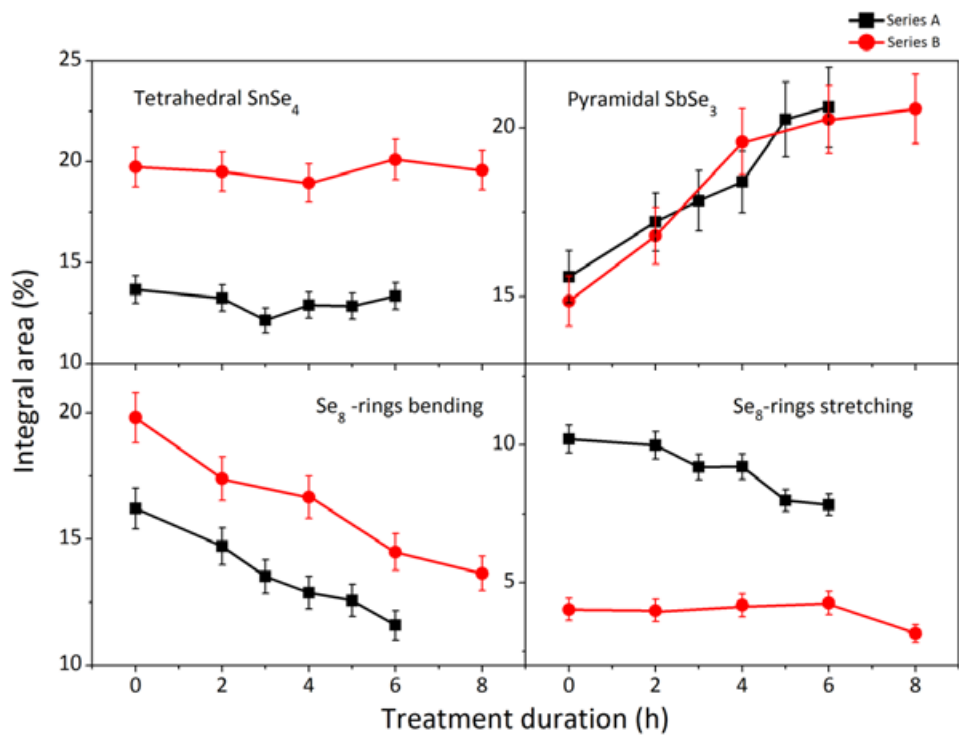 Series A
Series B
25
20
15
10
Tetrahedral SnSe₄
20
15
Pyramidal SbSe₃
Integral area (%)
20
15
10
Se₈ -rings bending
10
5
Se₈-rings stretching
0 2 4 6 8
0 2 4 6 8
Treatment duration (h)